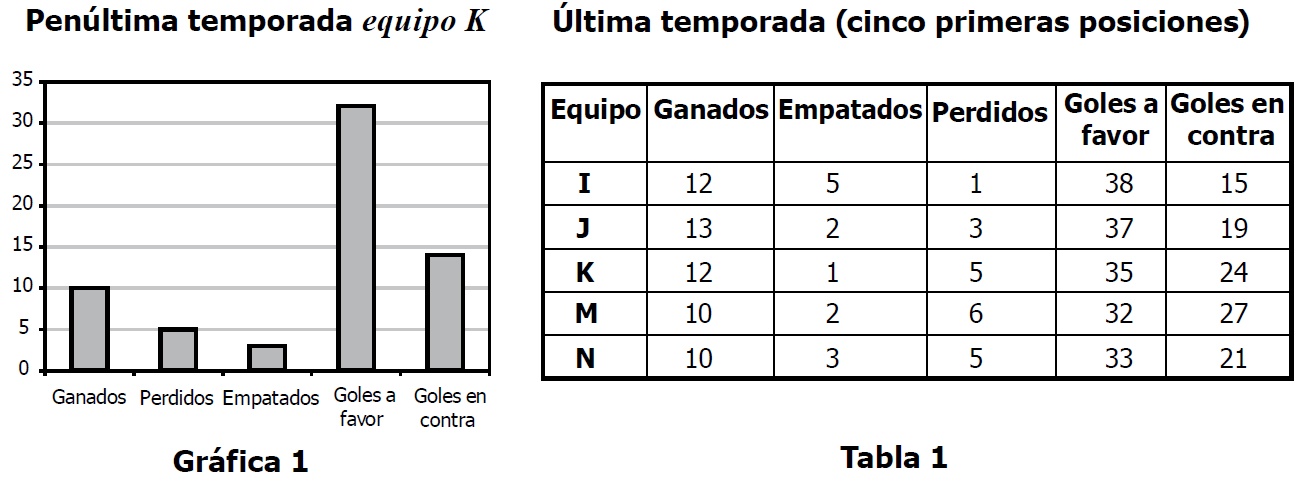 Penúltima temporada equipo K
35
30
25
20
15
10
5
0
Ganados Perdidos Empatados Goles a favor Goles en contra
Gráfica 1
Última temporada (cinco primeras posiciones)
Equipo Ganados Empatados Perdidos Goles a favor Goles en contra
I 12 5 1 38 15
J 13 2 3 37 19
K 12 1 5 35 24
M 10 2 6 32 27
N 10 3 5 33 21
Tabla 1